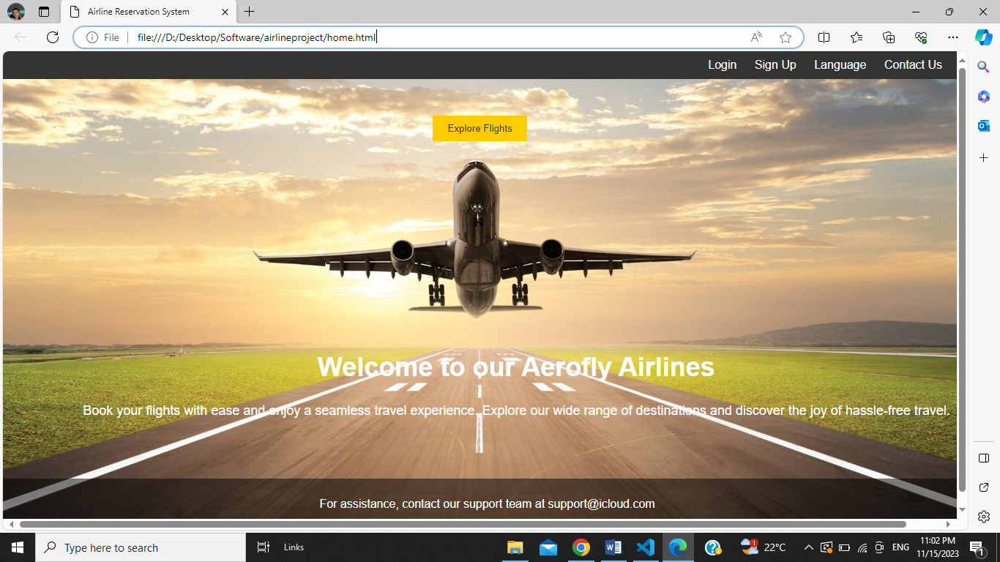 Airline Reservation System
File
file:///D:/Desktop/Software/airlineproject/home.html
Login Sign Up Language Contact Us
Explore Flights
Welcome to our Aerofly Airlines
Book your flights with ease and enjoy a seamless travel experience. Explore our wide range of destinations and discover the joy of hassle-free travel.
For assistance, contact our support team at support@icloud.com
Type here to search
Links
1
22°C
ENG
11:02 PM
11/15/2023
1